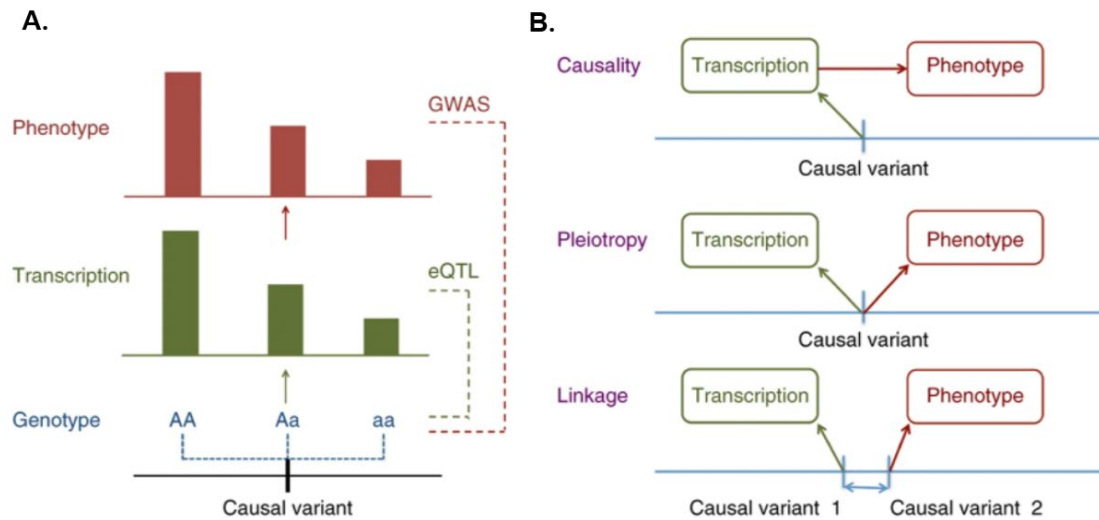 A.
Phenotype
GWAS
Transcription
eQTL
Genotype
AA
Aa
aa
Causal variant
B.
Causality
Transcription
Phenotype
Causal variant
Pleiotropy
Transcription
Phenotype
Causal variant
Linkage
Transcription
Phenotype
Causal variant 1
Causal variant 2